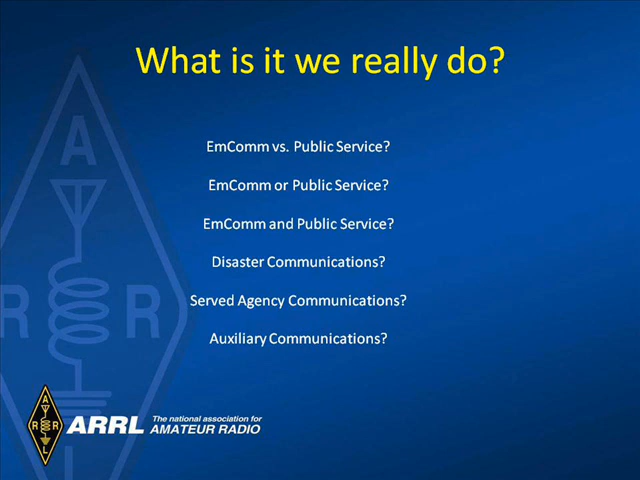 What is it we really do?
EmComm vs. Public Service?
EmComm or Public Service?
EmComm and Public Service?
Disaster Communications?
Served Agency Communications?
Auxiliary Communications?
A
R R
A
R R
L
ARRL
The national association for
AMATEUR RADIO